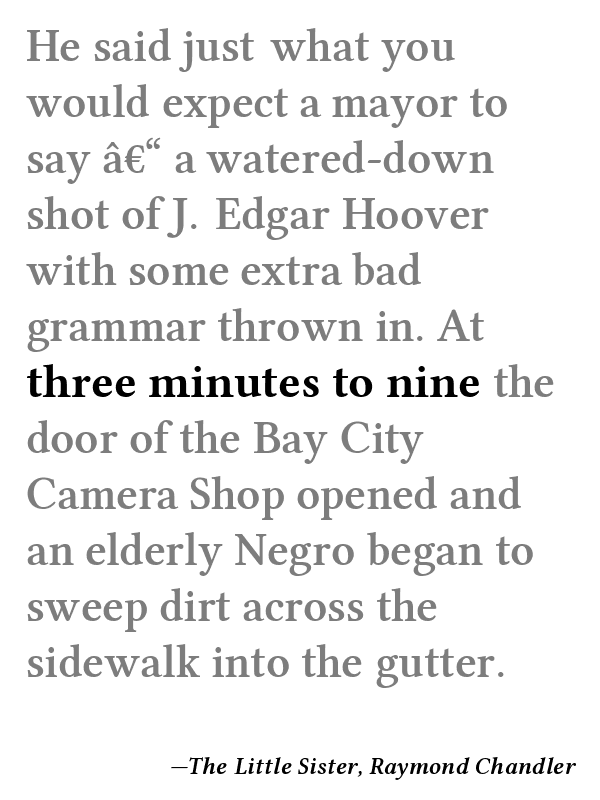 He said just what you
would expect a mayor to
say â€“ a watered-down
shot of J. Edgar Hoover
with some extra bad
grammar thrown in. At
three minutes to nine the
door of the Bay City
Camera Shop opened and
an elderly Negro began to
sweep dirt across the
sidewalk into the gutter.
—The Little Sister, Raymond Chandler